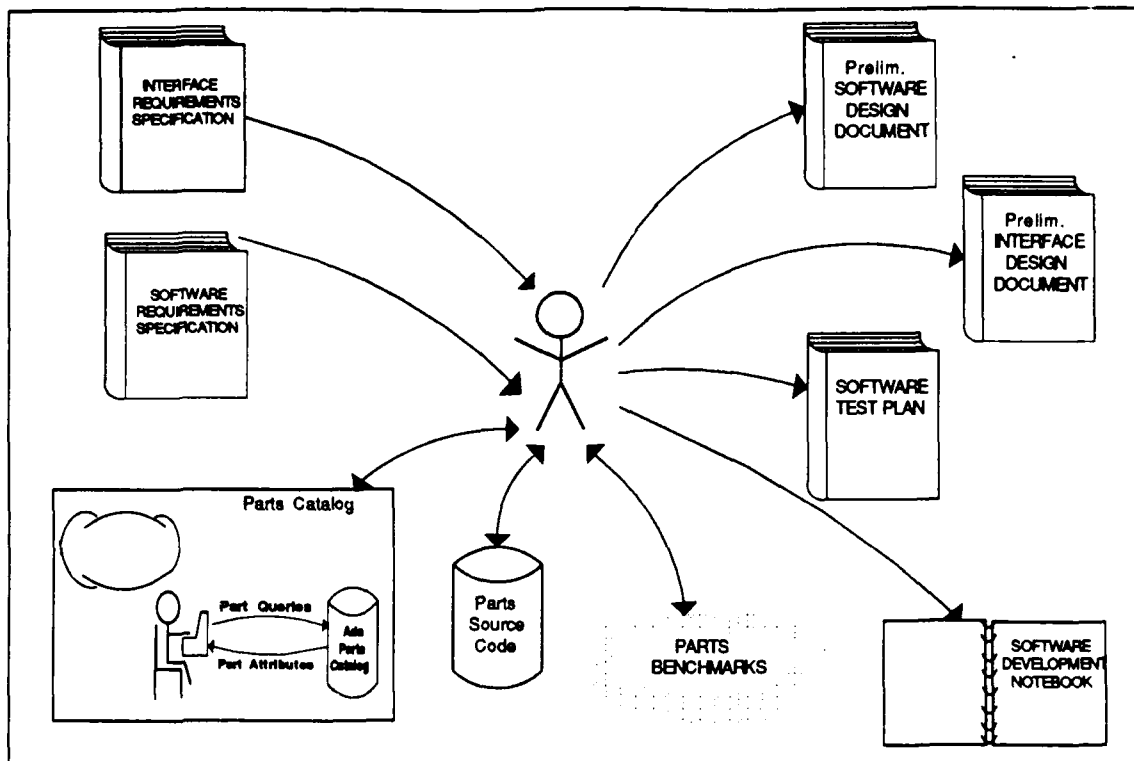 INTERFACE
REQUIREMENTS
SPECIFICATION
Prelim.
SOFTWARE
DESIGN
DOCUMENT
Prelim.
INTERFACE
DESIGN
DOCUMENT
SOFTWARE
REQUIREMENTS
SPECIFICATION
SOFTWARE
TEST PLAN
Parts Catalog
Part Queries
Ada
Parts
Catalog
Part Attributes
Parts
Source
Code
PARTS
BENCHMARKS
SOFTWARE
DEVELOPMENT
NOTEBOOK